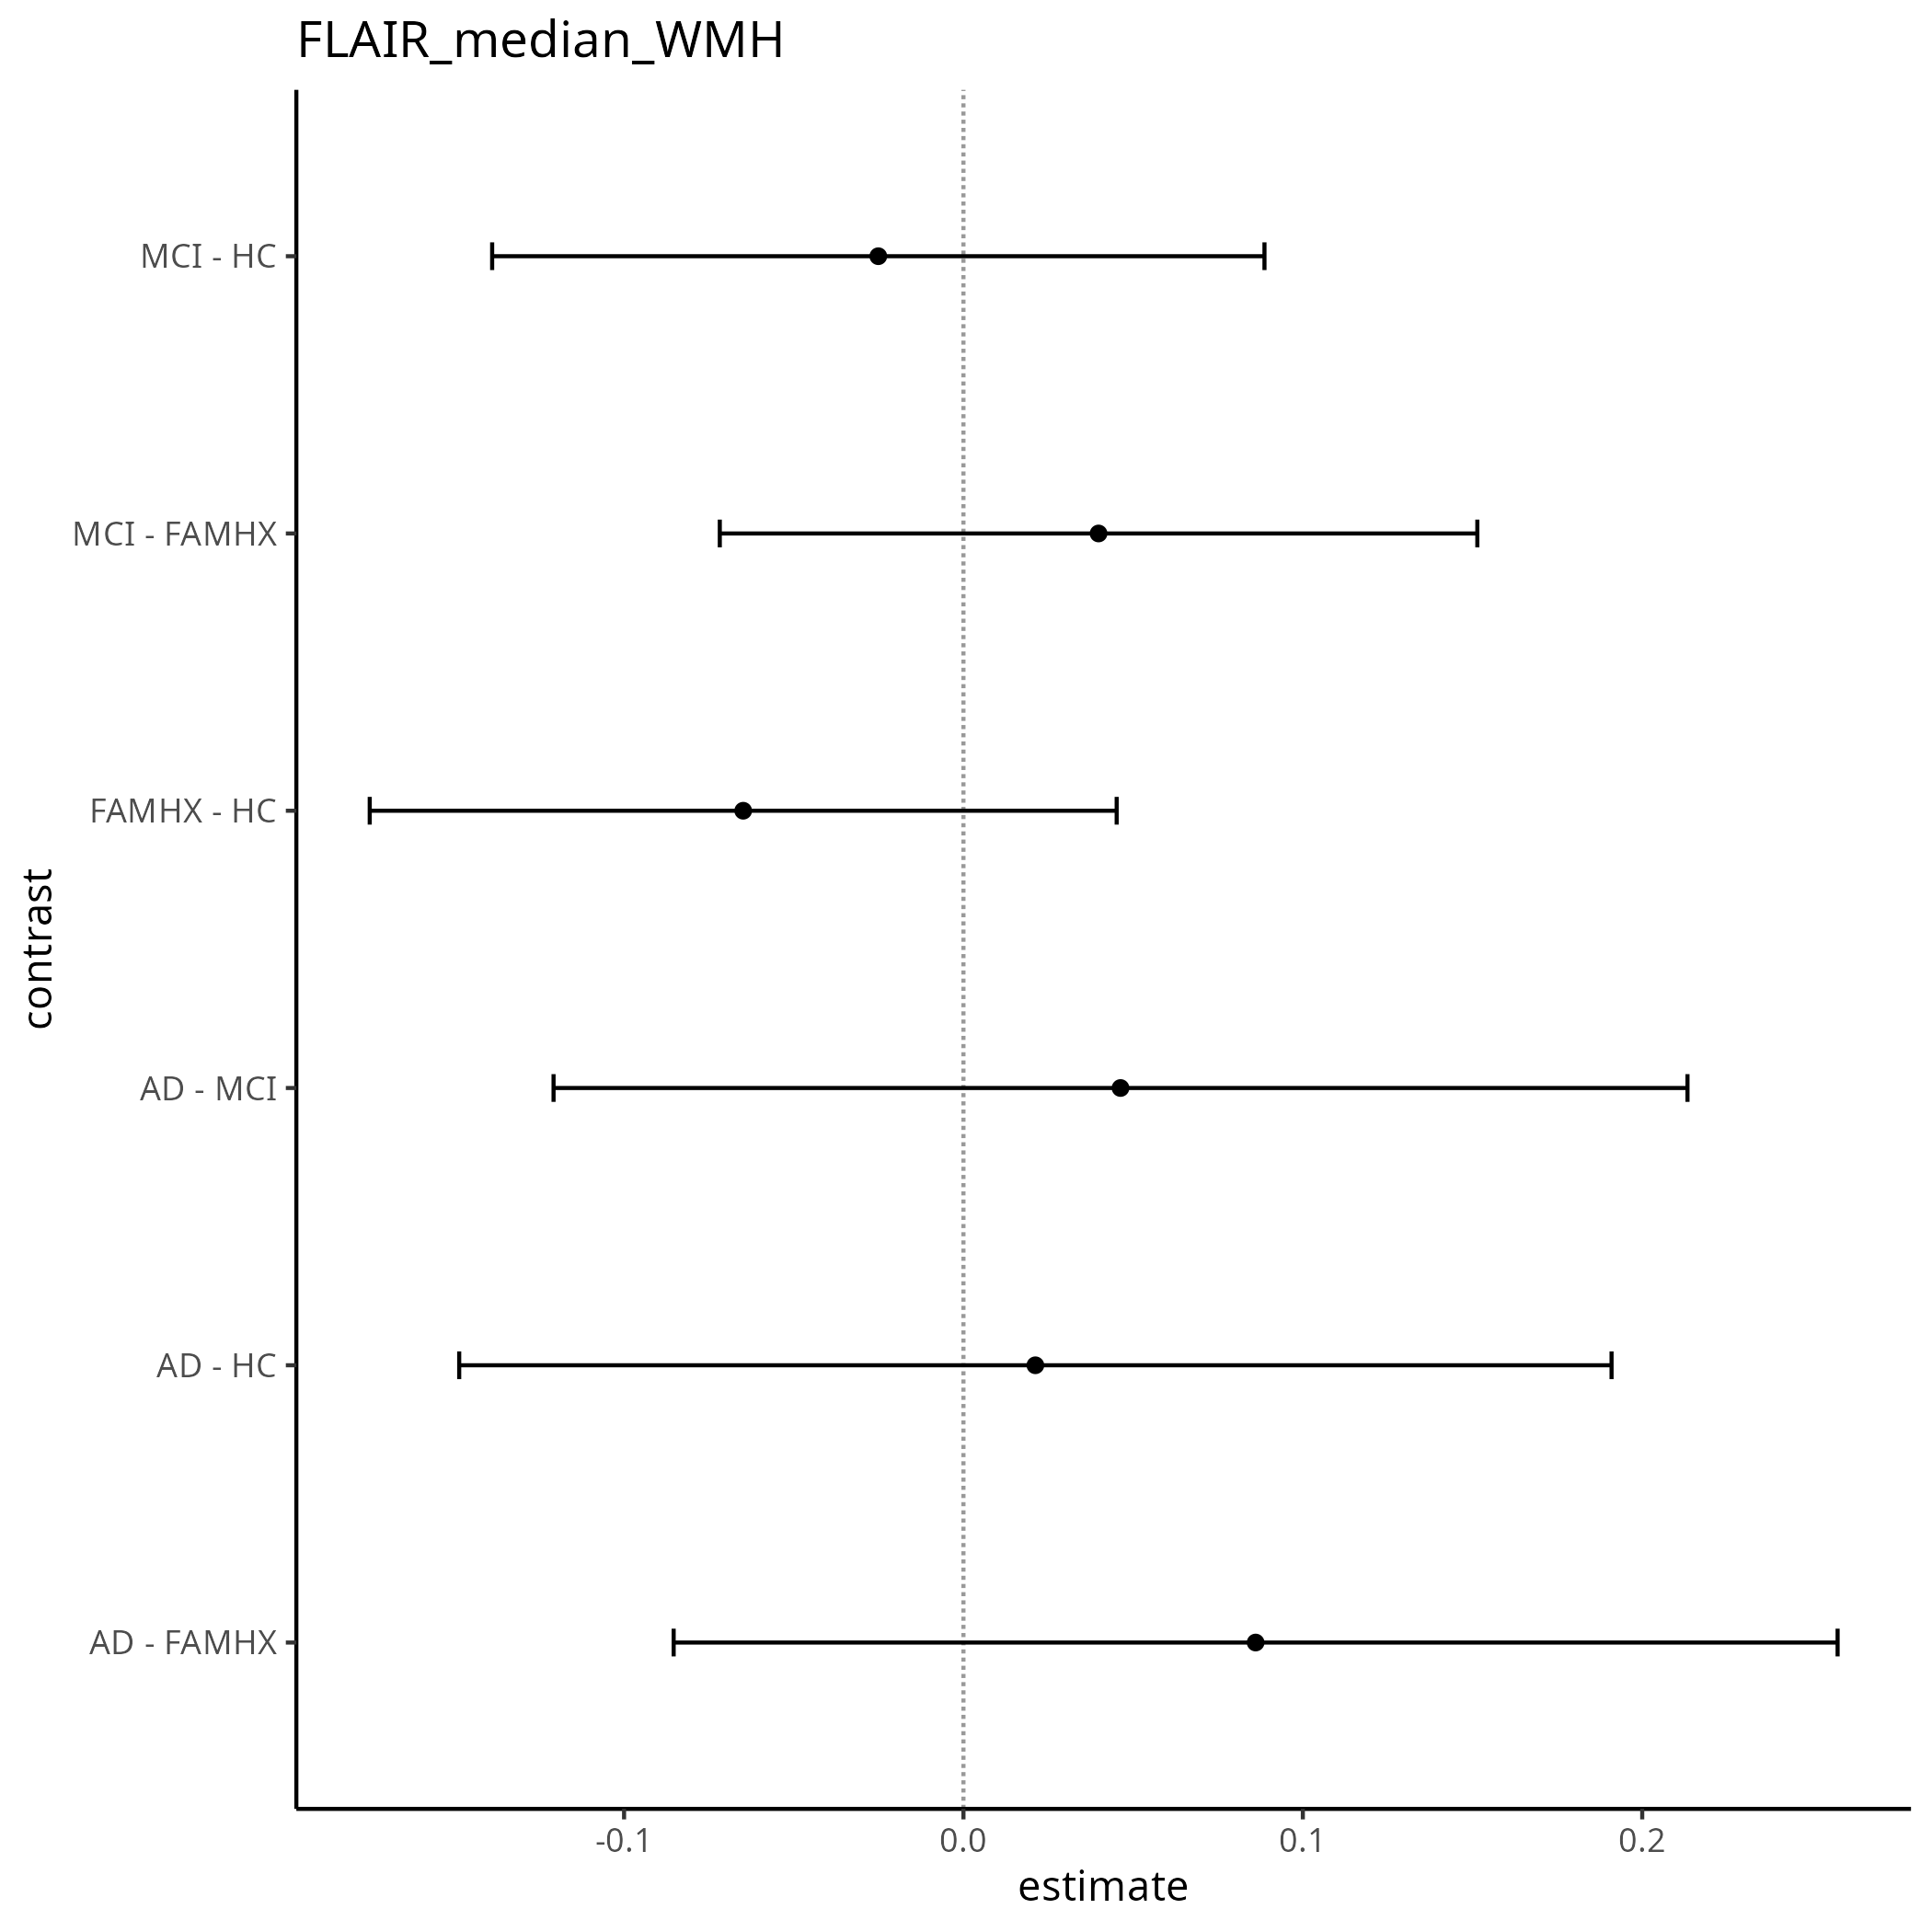 FLAIR_median_WMH
MCI - HC
MCI - FAMHX
FAMHX - HC
AD - MCI
AD - HC
AD - FAMHX
contrast
-0.1 0.0 0.1 0.2
estimate